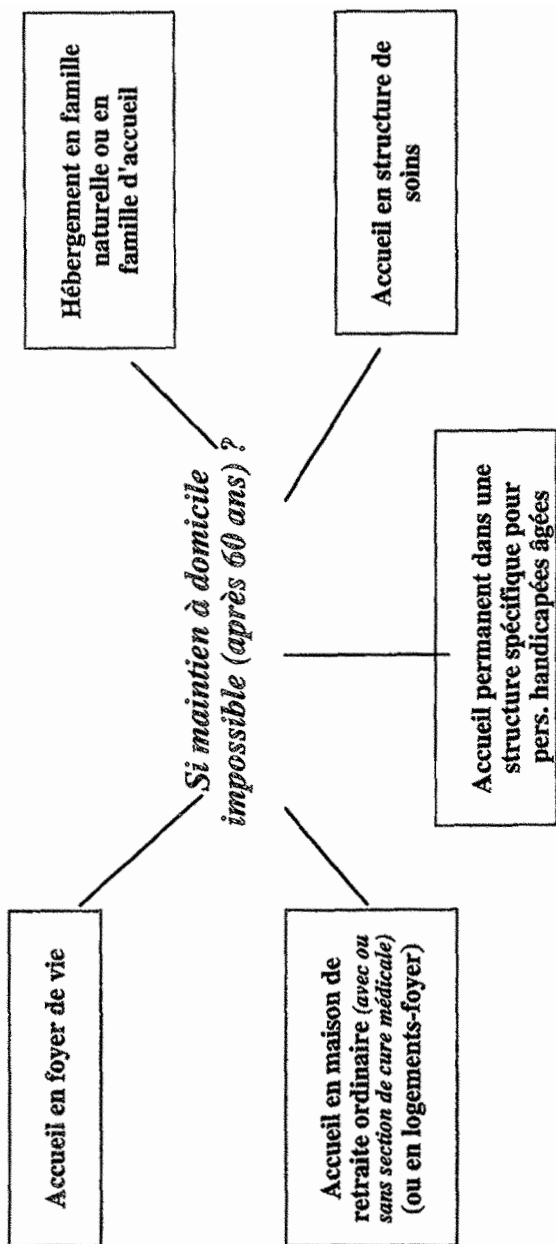 Accueil en foyer de vie
Hébergement en famille
naturelle ou en
famille d'accueil
Si maintien à domicile
impossible (après 60 ans) ?
Accueil en maison de
retraite ordinaire (avec ou
sans section de cure médicale)
(ou en logements-foyer)
Accueil permanent dans une
structure spécifique pour
pers. handicapées âgées
Accueil en structure de
soins